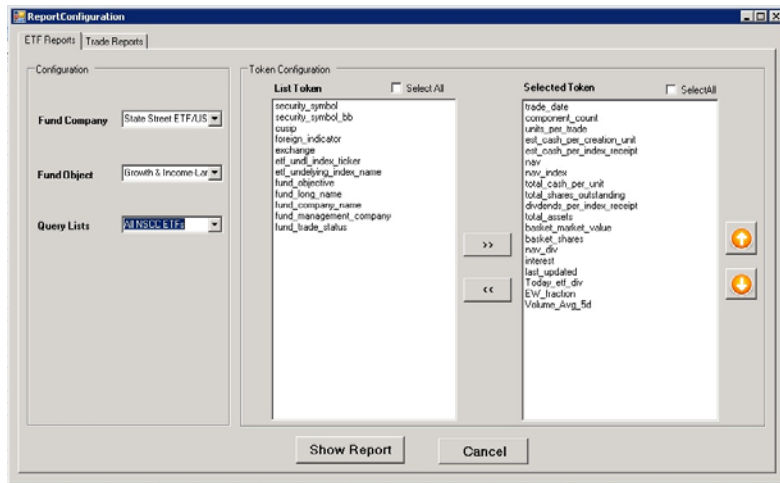 ReportConfiguration
ETF Reports
Trade Reports
Configuration
Fund Company
State Street ETF/US
Fund Object
Growth & Income-Lar
Query Lists
All NSCC ETFs
Token Configuration
List Token
Select All
security_symbol
security_symbol_bb
cusip
foreign_indicator
exchange
etf_undl_index_ticker
etf_undelying_index_name
fund_objective
fund_long_name
fund_company_name
fund_management_company
fund_trade_status
>>
<<
Selected Token
SelectAll
trade_date
component_count
units_per_trade
est_cash_per_creation_unit
est_cash_per_index_receipt
nav
nav_index
total_cash_per_unit
total_shares_outstanding
dividends_per_index_receipt
total_assets
basket_market_value
basket_shares
nav_div
interest
last_updated
Today_etf_div
EW_fraction
Volume_Avg_5d
Show Report
Cancel